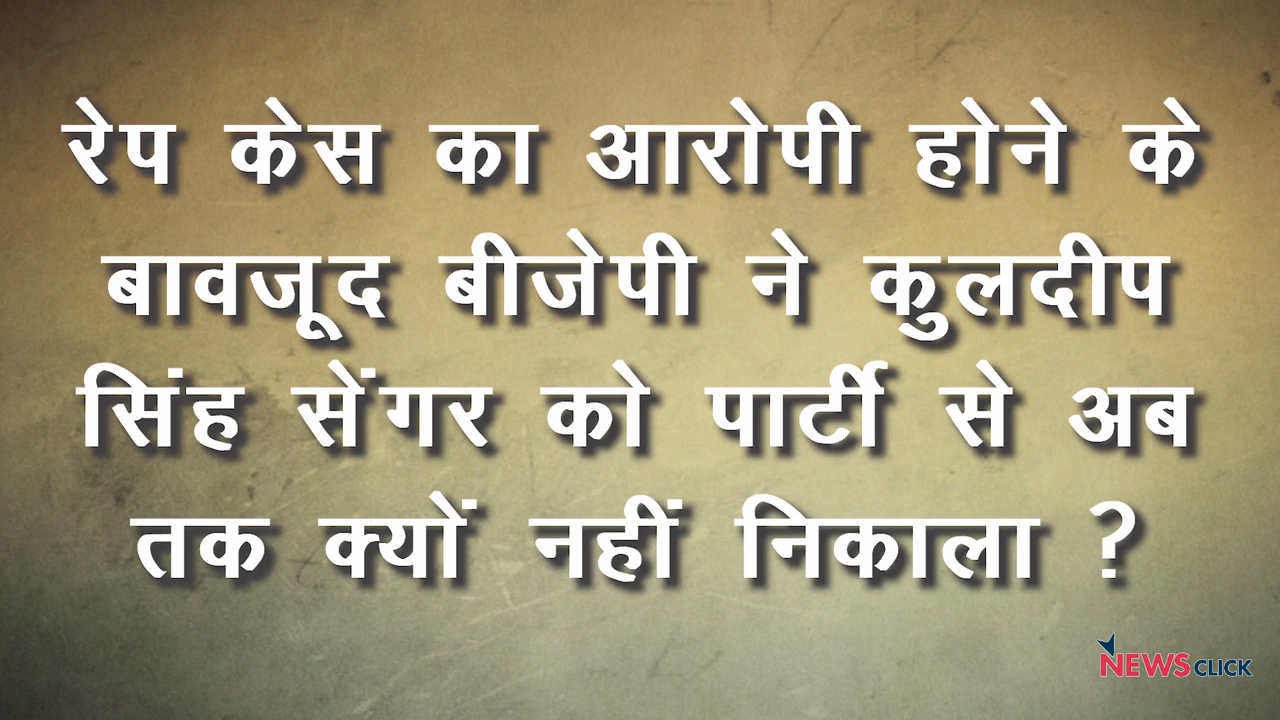 रेप केस का आरोपी होने के
बावजूद बीजेपी ने कुलदीप
सिंह सेंगर को पार्टी से अब
तक क्यों नहीं निकाला ?
NEWSCLICK